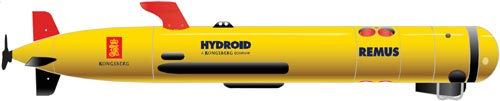 KONGSBERG
HYDROID
A KONGSBERG COMPANY
REMUS